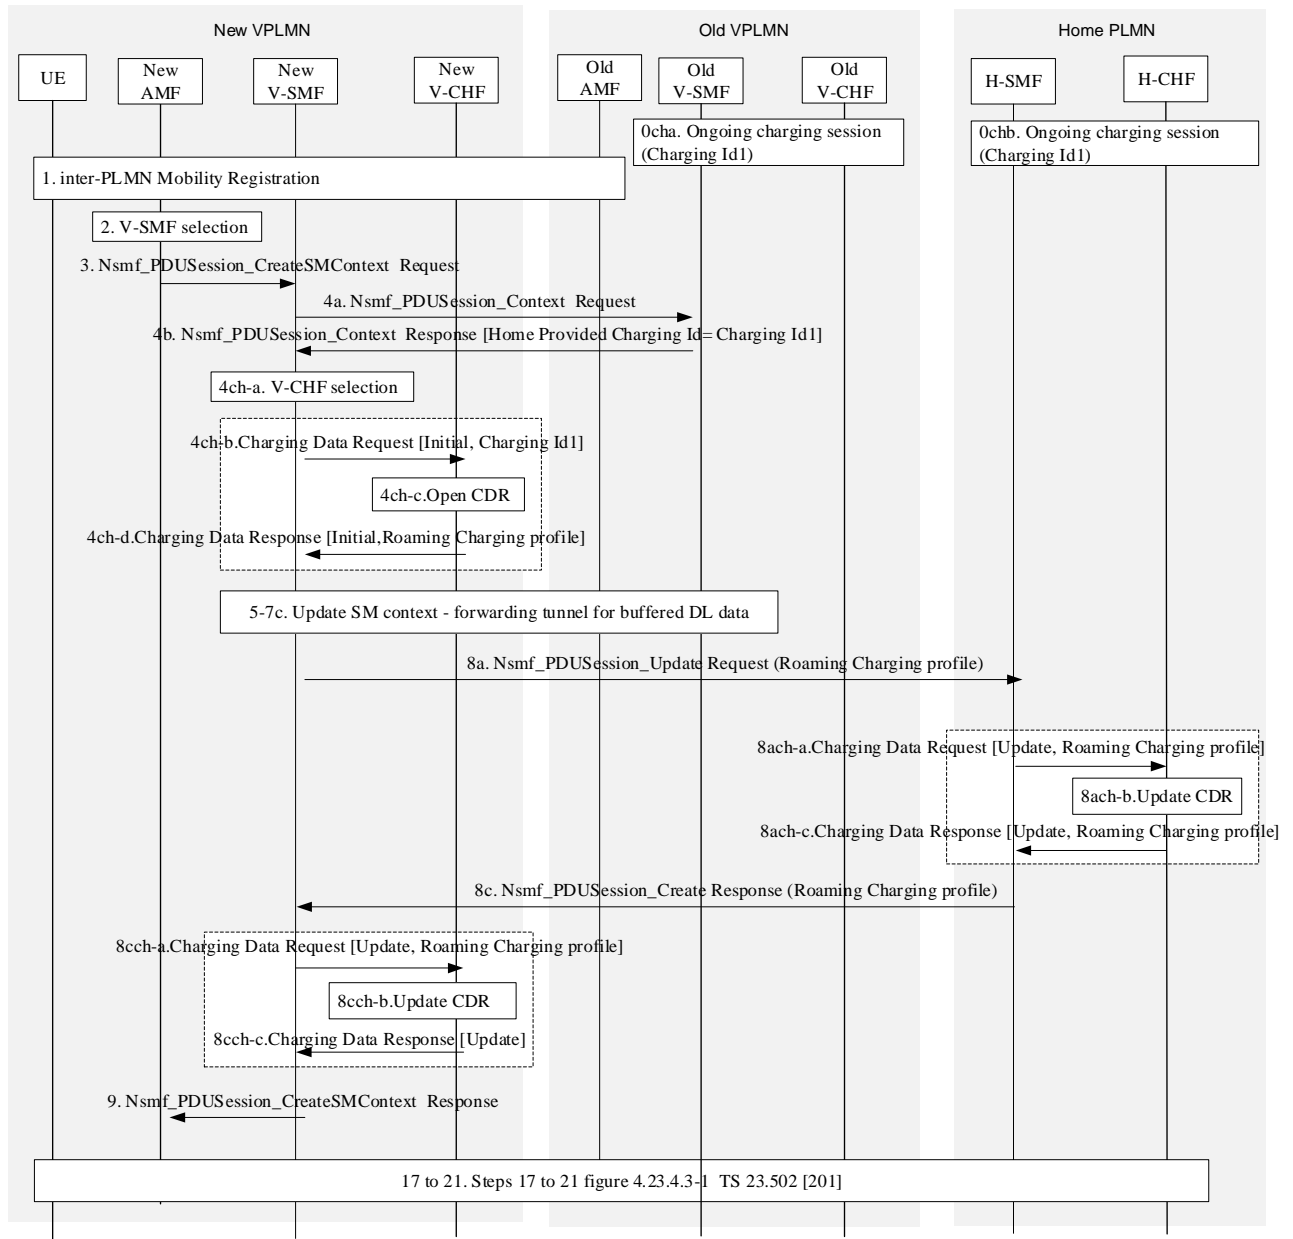 New VPLMN
Old VPLMN
Home PLMN
UE
New
AMF
New
V-SMF
New
V-CHF
Old
AMF
Old
V-SMF
Old
V-CHF
H-SMF
H-CHF
0cha. Ongoing charging session
(Charging Id1)
0chb. Ongoing charging session
(Charging Id1)
1. inter-PLMN Mobility Registration
2. V-SMF selection
3. Nsmf_PDUSession_CreateSMContext Request
4a. Nsmf_PDUSession_Context Request
4b. Nsmf_PDUSession_Context Response [Home Provided Charging Id= Charging Id1]
4ch-a. V-CHF selection
4ch-b.Charging Data Request [Initial, Charging Id1]
4ch-c.Open CDR
4ch-d.Charging Data Response [Initial,Roaming Charging profile]
5-7c. Update SM context - forwarding tunnel for buffered DL data
8a. Nsmf_PDUSession_Update Request (Roaming Charging profile)
8ach-a.Charging Data Request [Update, Roaming Charging profile]
8ach-b.Update CDR
8ach-c.Charging Data Response [Update, Roaming Charging profile]
8c. Nsmf_PDUSession_Create Response (Roaming Charging profile)
8cch-a.Charging Data Request [Update, Roaming Charging profile]
8cch-b.Update CDR
8cch-c.Charging Data Response [Update]
9. Nsmf_PDUSession_CreateSMContext Response
17 to 21. Steps 17 to 21 figure 4.23.4.3-1 TS 23.502 [201]